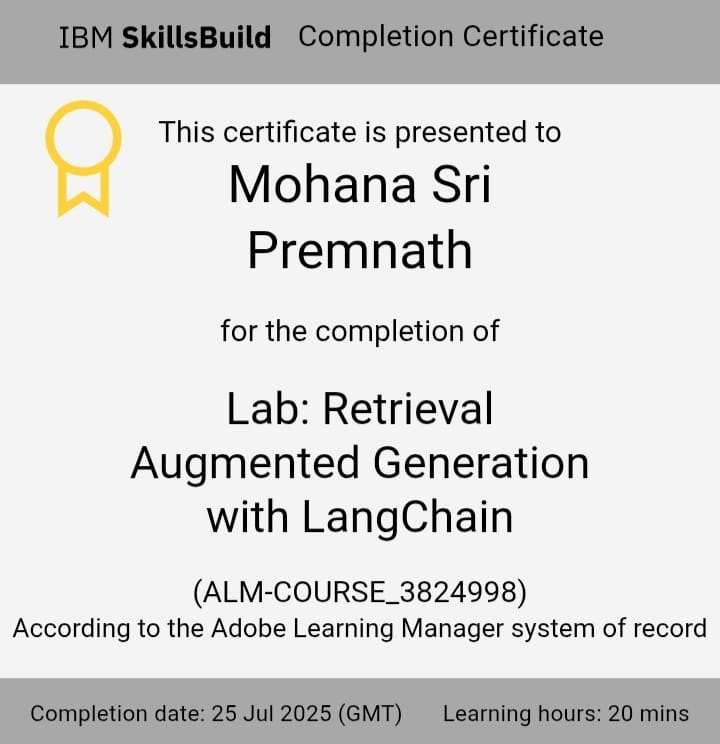 IBM SkillsBuild Completion Certificate
This certificate is presented to
Mohana Sri
Premnath
for the completion of
Lab: Retrieval
Augmented Generation
with LangChain
(ALM-COURSE_3824998)
According to the Adobe Learning Manager system of record
Completion date: 25 Jul 2025 (GMT) Learning hours: 20 mins